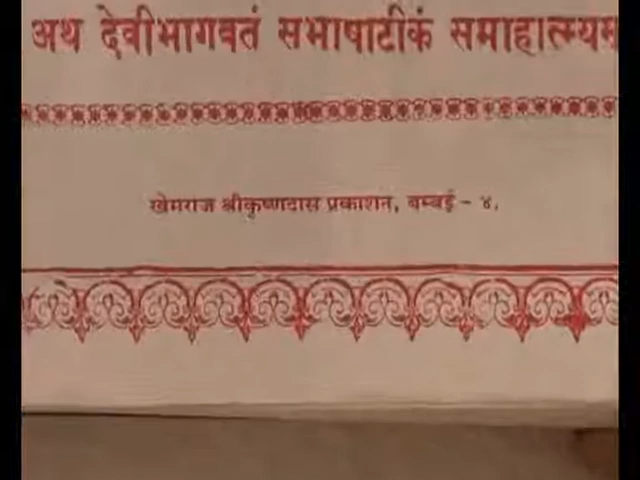 अथ देवीभागवतं सभाषाटीकं समाहात्म्यम
खेमराज श्रीकृष्णदास प्रकाशन, बम्बई - ४.